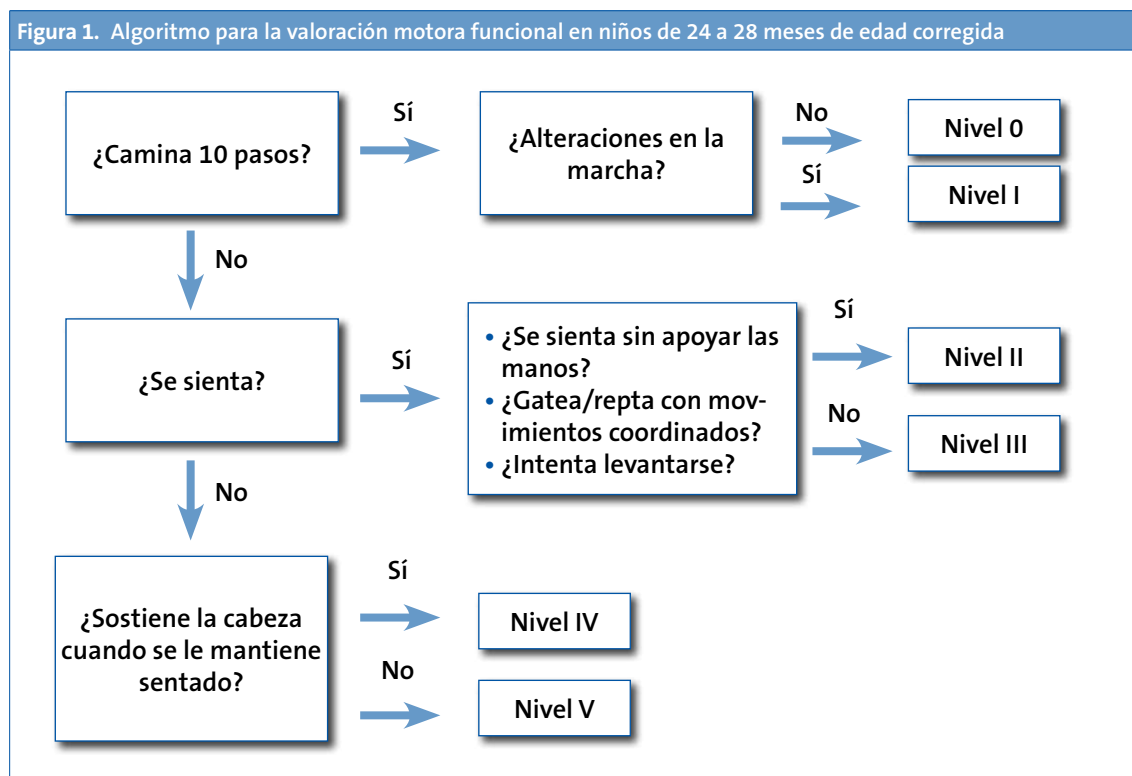 Figura 1. Algoritmo para la valoración motora funcional en niños de 24 a 28 meses de edad corregida
¿Camina 10 pasos?
Sí
¿Alteraciones en la
marcha?
No
Nivel 0
Sí
Nivel I
No
¿Se sienta?
Sí
• ¿Se sienta sin apoyar las
manos?
• ¿Gatea/repta con mov-
imientos coordinados?
• ¿Intenta levantarse?
Sí
Nivel II
No
Nivel III
No
¿Sostiene la cabeza
cuando se le mantiene
sentado?
Sí
Nivel IV
No
Nivel V